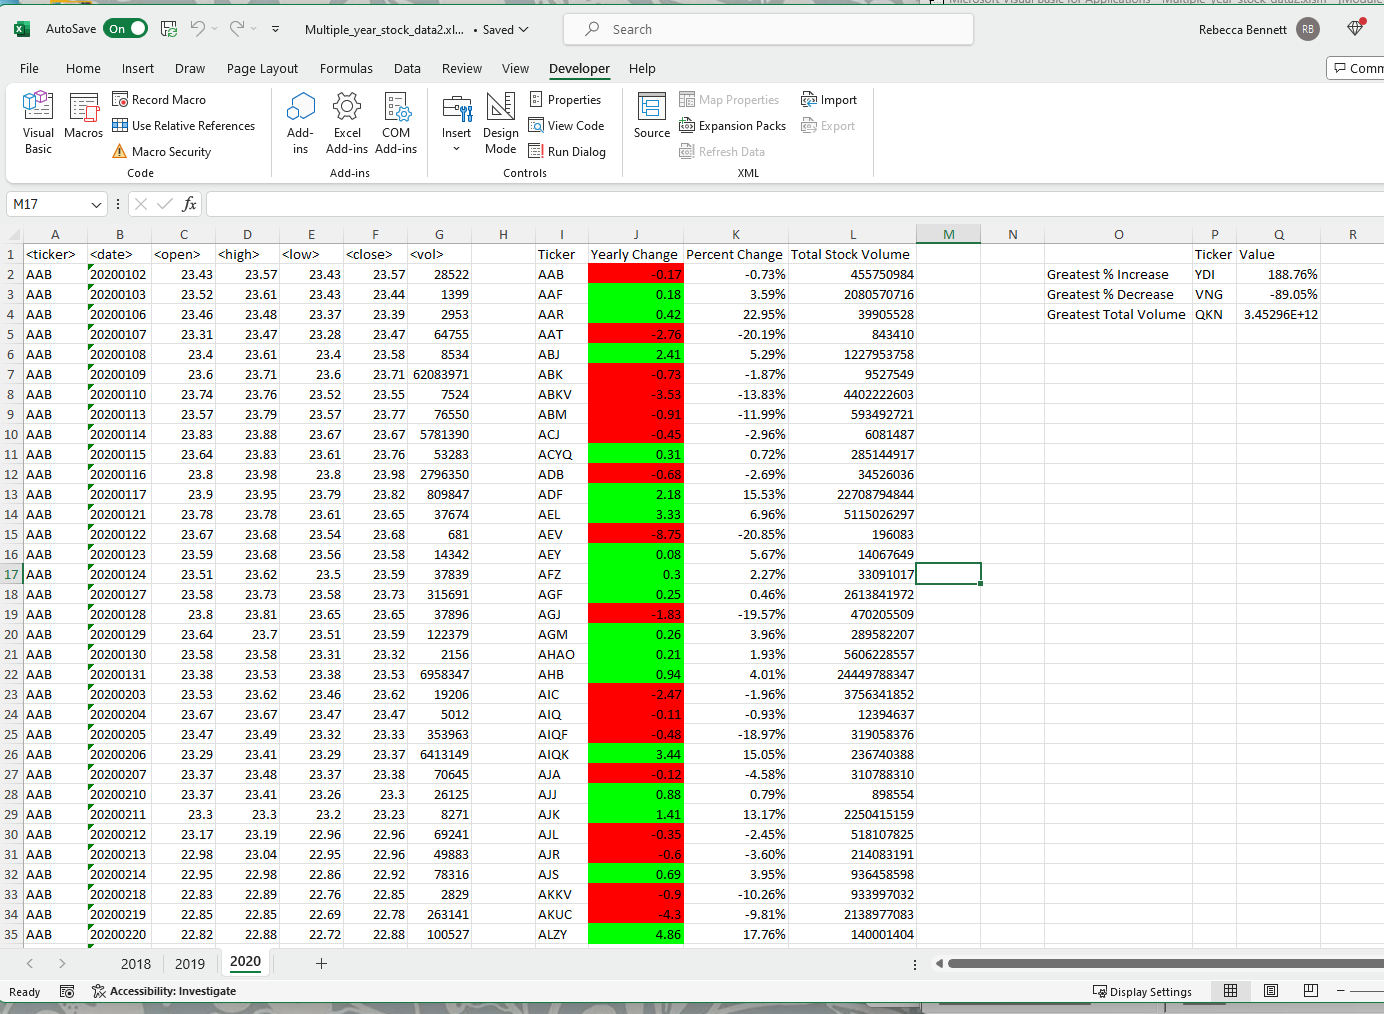 AutoSave On Multiple_year_stock_data2.xl... • Saved Search Rebecca Bennett RB
File Home Insert Draw Page Layout Formulas Data Review View Developer Help Comm
Visual Basic Macros Record Macro Use Relative References Macro Security Code
Add-ins Excel Add-ins COM Add-ins Add-ins
Insert Design Mode Properties View Code Run Dialog Controls
Source Map Properties Expansion Packs Refresh Data Import Export XML
M17 fx
A B C D E F G H I J K L M N O P Q R
1 <ticker> <date> <open> <high> <low> <close> <vol> Ticker Yearly Change Percent Change Total Stock Volume Ticker Value
2 AAB 20200102 23.43 23.57 23.43 23.57 28522 AAB -0.17 -0.73% 455750984 Greatest % Increase YDI 188.76%
3 AAB 20200103 23.52 23.61 23.43 23.44 1399 AAF 0.18 3.59% 2080570716 Greatest % Decrease VNG -89.05%
4 AAB 20200106 23.46 23.48 23.37 23.39 2953 AAR 0.42 22.95% 39905528 Greatest Total Volume QKN 3.45296E+12
5 AAB 20200107 23.31 23.47 23.28 23.47 64755 AAT -2.76 -20.19% 843410
6 AAB 20200108 23.4 23.61 23.4 23.58 8534 ABJ 2.41 5.29% 1227953758
7 AAB 20200109 23.6 23.71 23.6 23.71 62083971 ABK -0.73 -1.87% 9527549
8 AAB 20200110 23.74 23.76 23.52 23.55 7524 ABKV -3.53 -13.83% 4402222603
9 AAB 20200113 23.57 23.79 23.57 23.77 76550 ABM -0.91 -11.99% 593492721
10 AAB 20200114 23.83 23.88 23.67 23.67 5781390 ACJ -0.45 -2.96% 6081487
11 AAB 20200115 23.64 23.83 23.61 23.76 53283 ACYQ 0.31 0.72% 285144917
12 AAB 20200116 23.8 23.98 23.8 23.98 2796350 ADB -0.68 -2.69% 34526036
13 AAB 20200117 23.9 23.95 23.79 23.82 809847 ADF 2.18 15.53% 22708794844
14 AAB 20200121 23.78 23.78 23.61 23.65 37674 AEL 3.33 6.96% 5115026297
15 AAB 20200122 23.67 23.68 23.54 23.68 681 AEV -8.75 -20.85% 196083
16 AAB 20200123 23.59 23.68 23.56 23.58 14342 AEY 0.08 5.67% 14067649
17 AAB 20200124 23.51 23.62 23.5 23.59 37839 AFZ 0.3 2.27% 33091017
18 AAB 20200127 23.58 23.73 23.58 23.73 315691 AGF 0.25 0.46% 2613841972
19 AAB 20200128 23.8 23.81 23.65 23.65 37896 AGJ -1.83 -19.57% 470205509
20 AAB 20200129 23.64 23.7 23.51 23.59 122379 AGM 0.26 3.96% 289582207
21 AAB 20200130 23.58 23.58 23.31 23.32 2156 AHAO 0.21 1.93% 5606228557
22 AAB 20200131 23.38 23.53 23.38 23.53 6958347 AHB 0.94 4.01% 24449788347
23 AAB 20200203 23.53 23.62 23.46 23.62 19206 AIC -2.47 -1.96% 3756341852
24 AAB 20200204 23.67 23.67 23.47 23.47 5012 AIQ -0.11 -0.93% 12394637
25 AAB 20200205 23.47 23.49 23.32 23.33 353963 AIQF -0.48 -18.97% 319058376
26 AAB 20200206 23.29 23.41 23.29 23.37 6413149 AIQK 3.44 15.05% 236740388
27 AAB 20200207 23.37 23.48 23.37 23.38 70645 AJA -0.12 -4.58% 310788310
28 AAB 20200210 23.37 23.41 23.26 23.3 26125 AJJ 0.88 0.79% 898554
29 AAB 20200211 23.3 23.3 23.2 23.23 8271 AJK 1.41 13.17% 2250415159
30 AAB 20200212 23.17 23.19 22.96 22.96 69241 AJL -0.35 -2.45% 518107825
31 AAB 20200213 22.98 23.04 22.95 22.96 49883 AJR -0.6 -3.60% 214083191
32 AAB 20200214 22.95 22.98 22.86 22.92 78316 AJS 0.69 3.95% 936458598
33 AAB 20200218 22.83 22.89 22.76 22.85 2829 AKKV -0.9 -10.26% 933997032
34 AAB 20200219 22.85 22.85 22.69 22.78 263141 AKUC -4.3 -9.81% 2138977083
35 AAB 20200220 22.82 22.88 22.72 22.88 100527 ALZY 4.86 17.76% 140001404
2018 2019 2020
Ready Accessibility: Investigate Display Settings